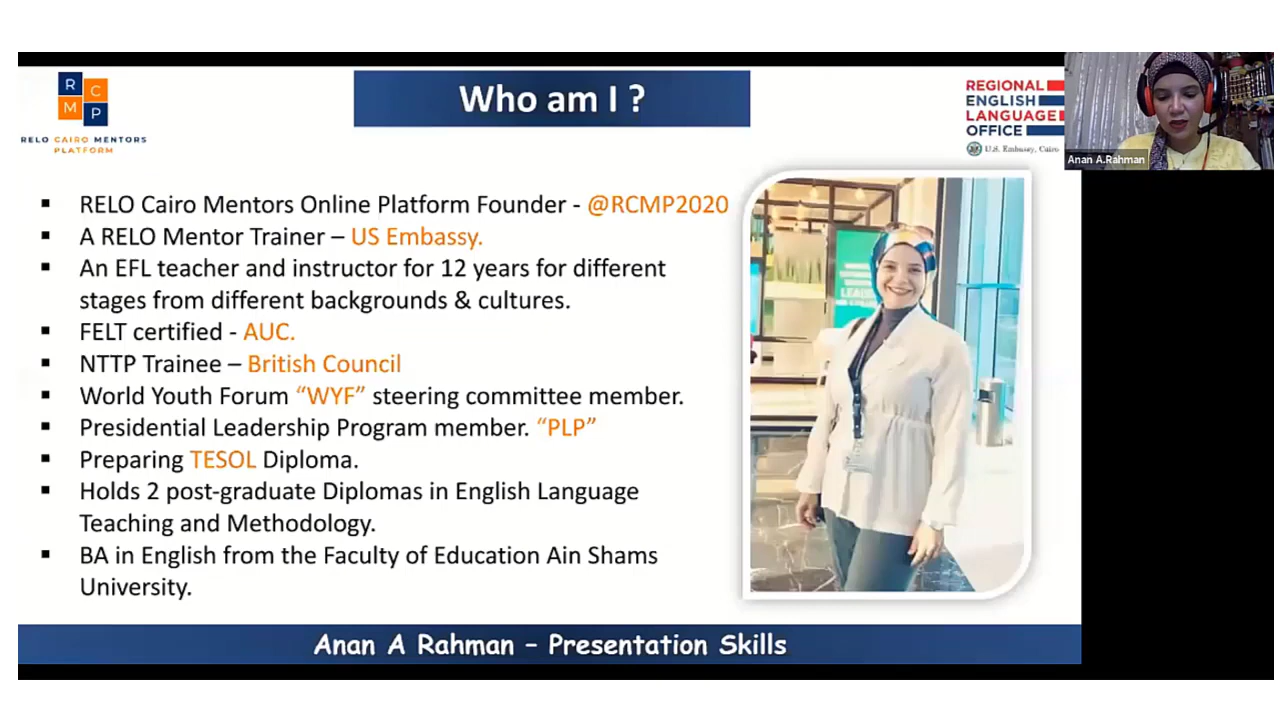 R C M P
RELO CAIRO MENTORS
PLATFORM
Who am I ?
REGIONAL
ENGLISH
LANGUAGE
OFFICE
U.S. Embassy, Cairo
Anan A.Rahman
▪ RELO Cairo Mentors Online Platform Founder - @RCMP2020
▪ A RELO Mentor Trainer – US Embassy.
▪ An EFL teacher and instructor for 12 years for different
stages from different backgrounds & cultures.
▪ FELT certified - AUC.
▪ NTTP Trainee – British Council
▪ World Youth Forum “WYF” steering committee member.
▪ Presidential Leadership Program member. “PLP”
▪ Preparing TESOL Diploma.
▪ Holds 2 post-graduate Diplomas in English Language
Teaching and Methodology.
▪ BA in English from the Faculty of Education Ain Shams
University.
Anan A Rahman – Presentation Skills